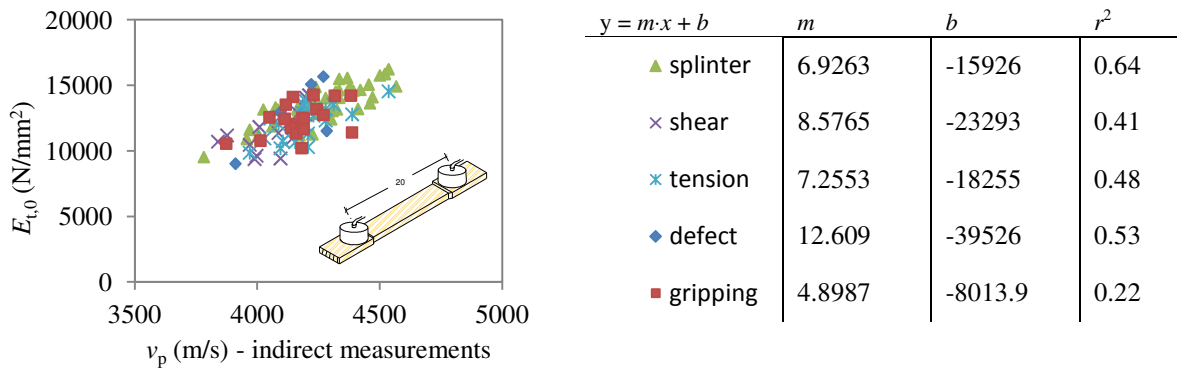 20000
15000
10000
5000
0
E_t,0 (N/mm²)
20
3500 4000 4500 5000
v_p (m/s) - indirect measurements
y = m·x + b m b r²
splinter 6.9263 -15926 0.64
shear 8.5765 -23293 0.41
tension 7.2553 -18255 0.48
defect 12.609 -39526 0.53
gripping 4.8987 -8013.9 0.22